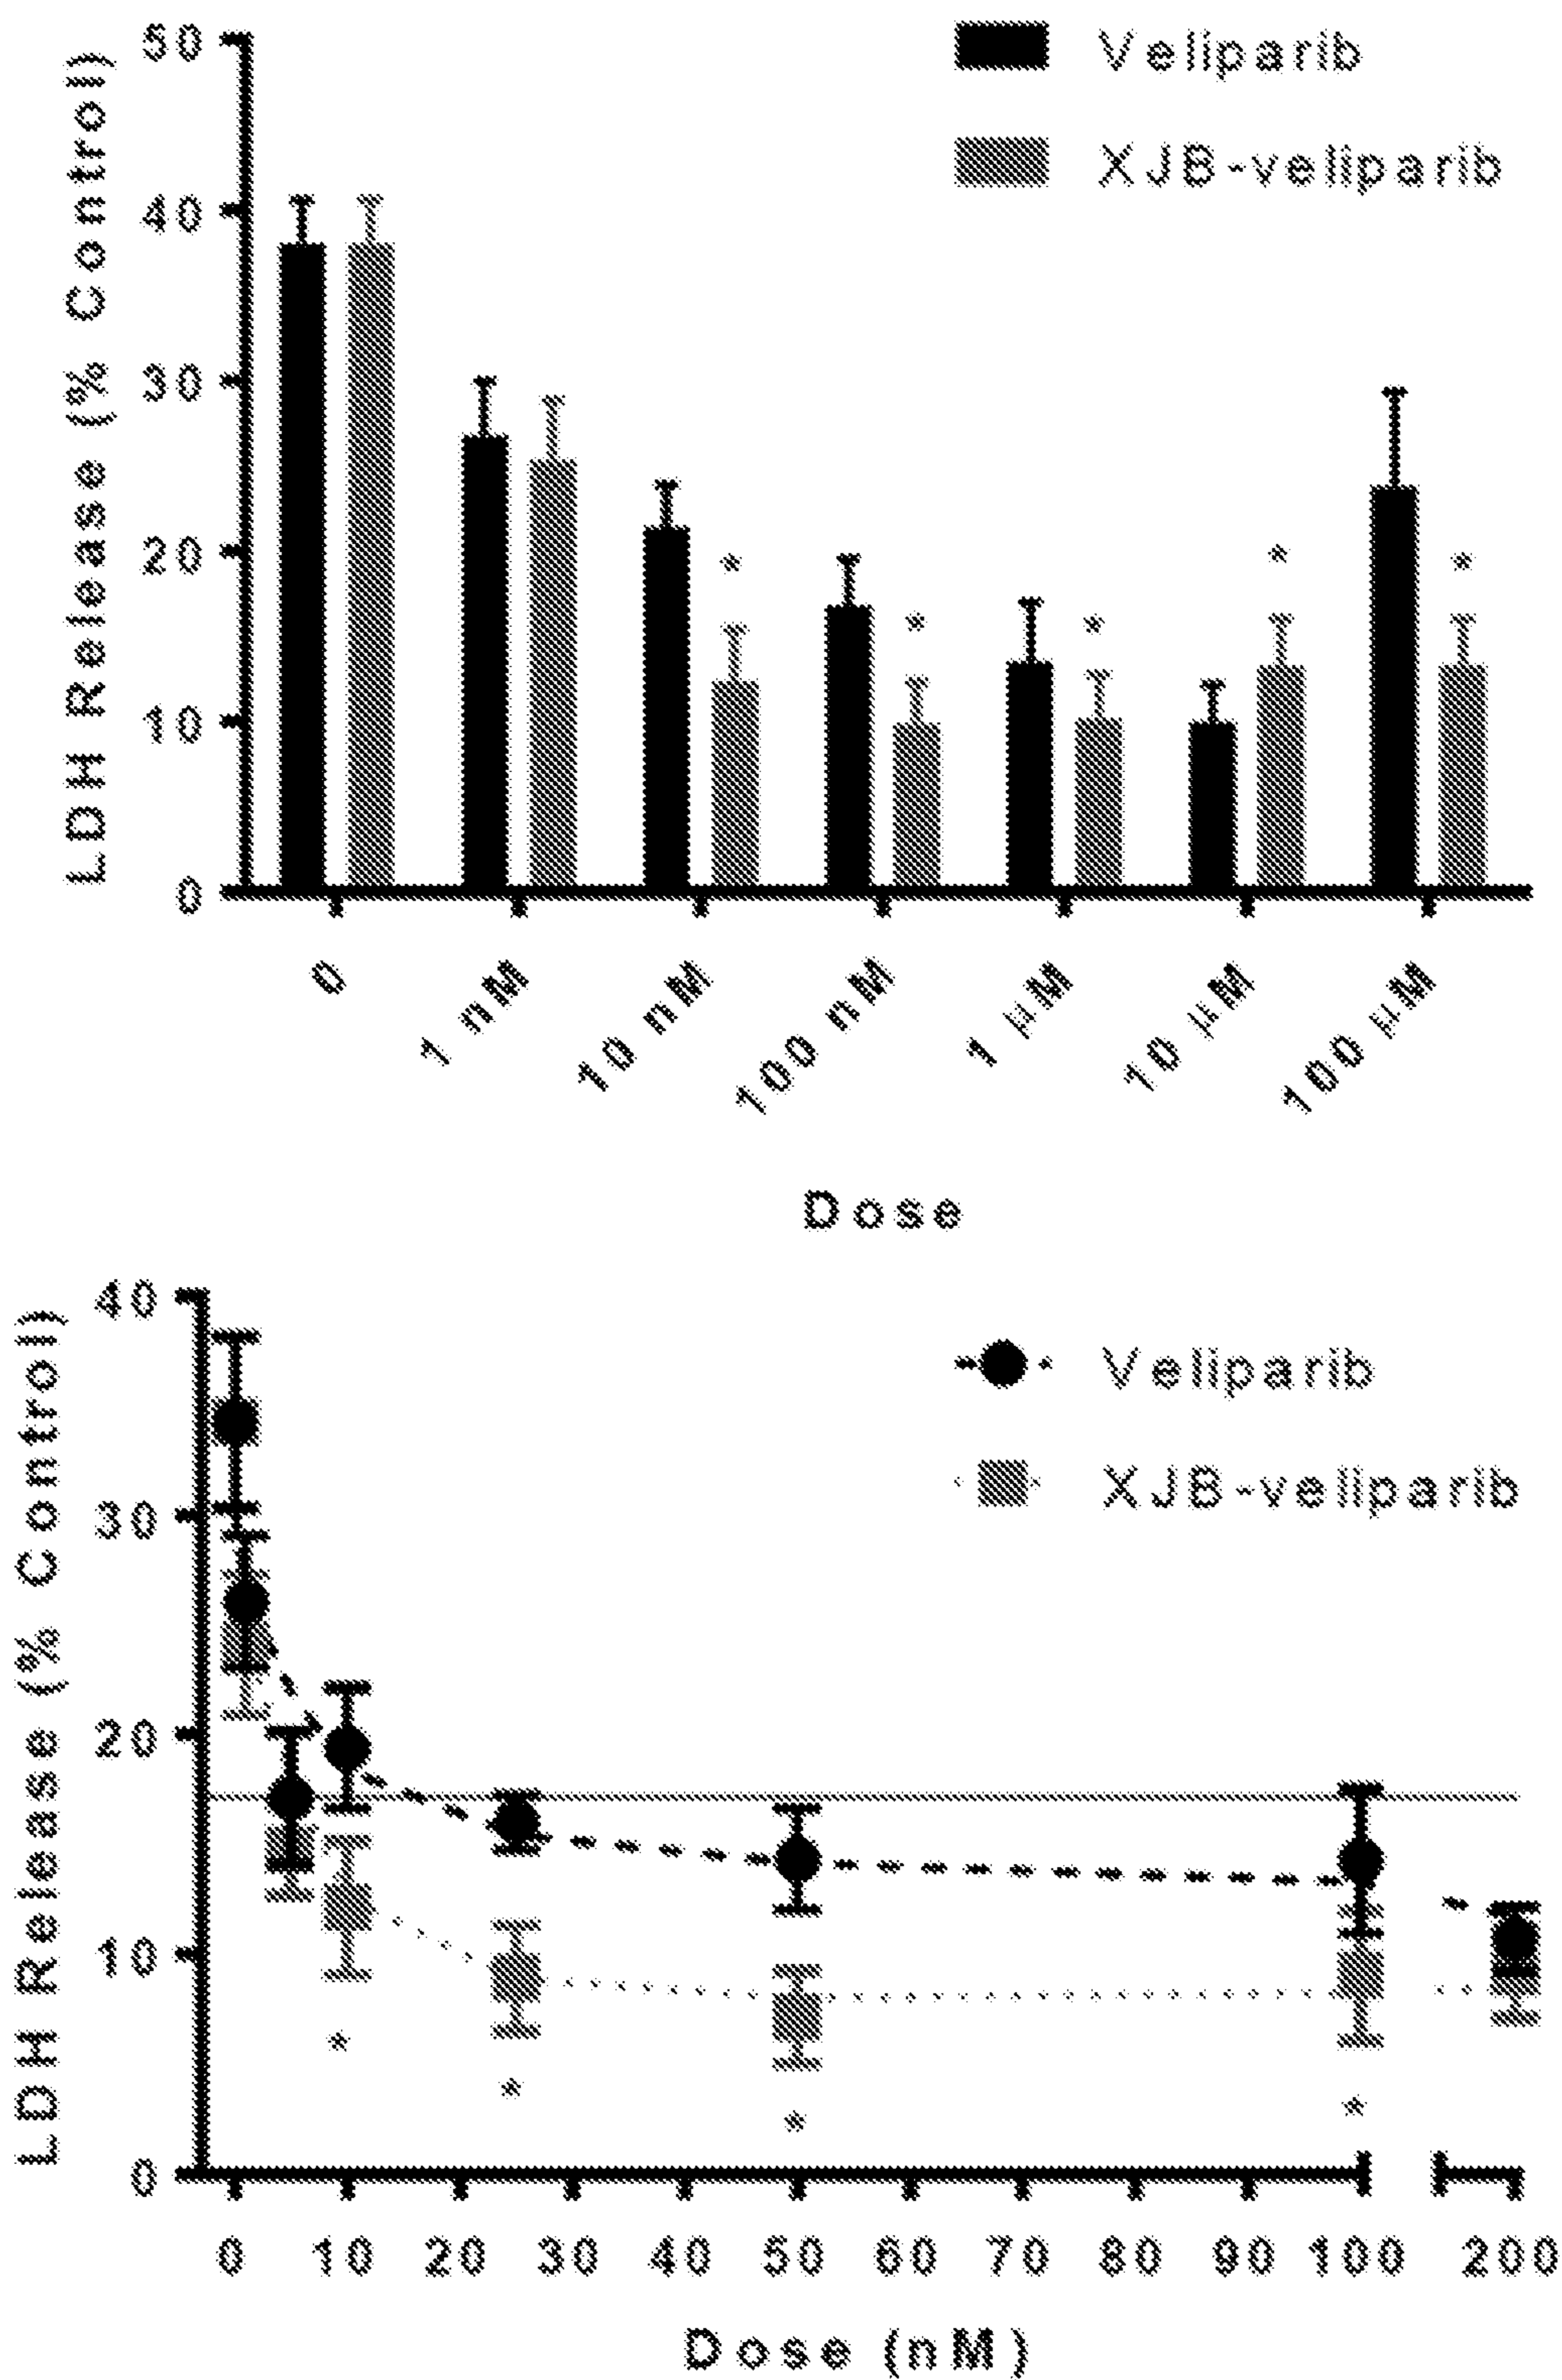 LDH Release (% Control)
50
40
30
20
10
0
Veliparib
XJB-veliparib
*
*
*
*
*
0
1 nM
10 nM
100 nM
1 µM
10 µM
100 µM
Dose
LDH Release (% Control)
40
30
20
10
0
Veliparib
XJB-veliparib
*
*
*
*
0 10 20 30 40 50 60 70 80 90 100 200
Dose (nM)